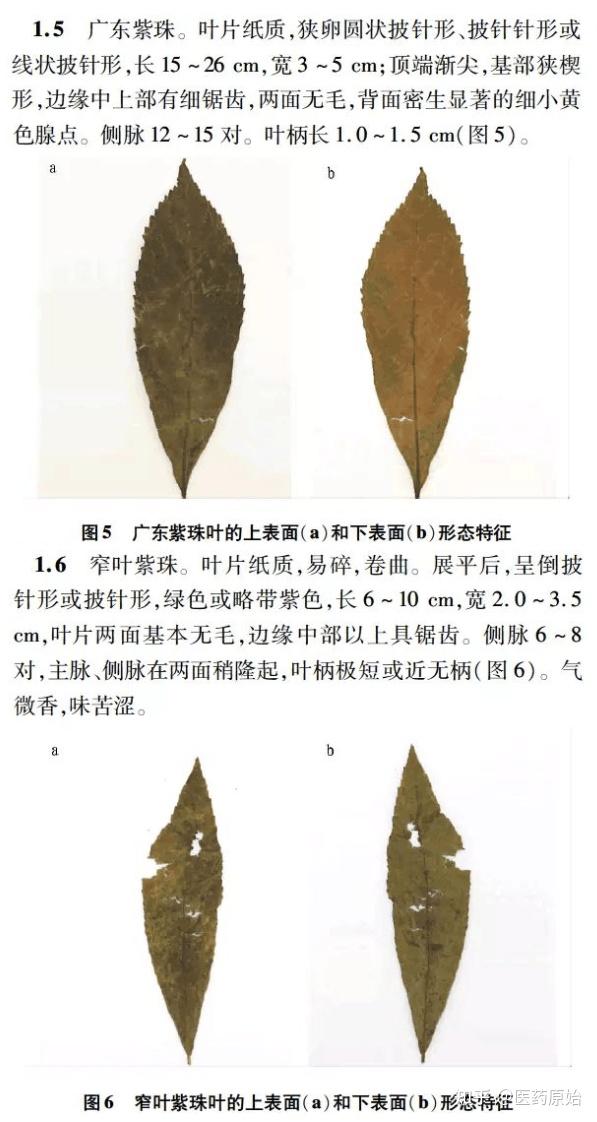 1.5 广东紫珠。叶片纸质,狭卵圆状披针形、披针针形或
线状披针形,长15~26 cm,宽3~5 cm;顶端渐尖,基部狭楔
形,边缘中上部有细锯齿,两面无毛,背面密生显著的细小黄
色腺点。侧脉12~15对。叶柄长1.0~1.5 cm(图5)。
a
b
图5 广东紫珠叶的上表面(a)和下表面(b)形态特征
1.6 窄叶紫珠。叶片纸质,易碎,卷曲。展平后,呈倒披
针形或披针形,绿色或略带紫色,长6~10 cm,宽2.0~3.5
cm,叶片两面基本无毛,边缘中部以上具锯齿。侧脉6~8
对,主脉、侧脉在两面稍隆起,叶柄极短或近无柄(图6)。气
微香,味苦涩。
a
b
图6 窄叶紫珠叶的上表面(a)和下表面(b)形态特征
知乎 @医药原始